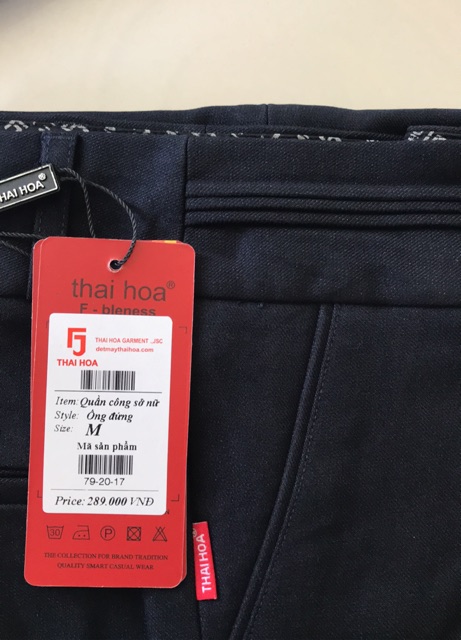 THAI HOA®
thai hoa®
F - bleness
FJ
THAI HOA
THAI HOA GARMENT .,JSC
detmaythaihoa.com
Item: Quần công sở nữ
Style: Ống đứng
Size: M
Mã sản phẩm
79-20-17
Price: 289.000 VNĐ
30
P
THE COLLECTION FOR BRAND TRADITION
QUALITY SMART CASUAL WEAR
THAI HOA®